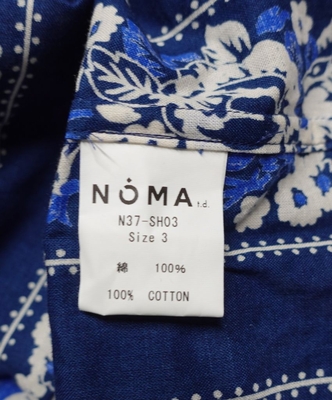 NOMA t.d.
N37-SH03
Size 3
綿 100%
100% COTTON